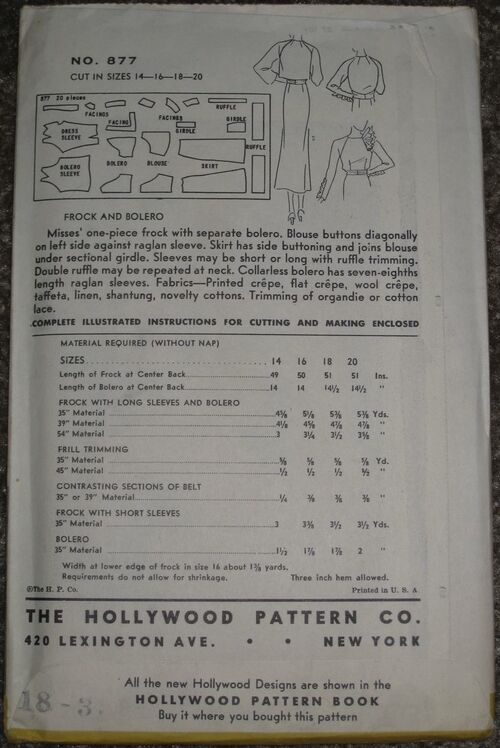 NO. 877
CUT IN SIZES 14—16—18—20
877 20 pieces
FACINGS
FACING
FACINGS
GIRDLE
RUFFLE
GIRDLE
DRESS
SLEEVE
RUFFLE
BOLERO
SLEEVE
BOLERO
BLOUSE
SKIRT
FROCK AND BOLERO
Misses' one-piece frock with separate bolero. Blouse buttons diagonally
on left side against raglan sleeve. Skirt has side buttoning and joins blouse
under sectional girdle. Sleeves may be short or long with ruffle trimming.
Double ruffle may be repeated at neck. Collarless bolero has seven-eighths
length raglan sleeves. Fabrics—Printed crêpe, flat crêpe, wool crêpe,
taffeta, linen, shantung, novelty cottons. Trimming of organdie or cotton
lace.
COMPLETE ILLUSTRATED INSTRUCTIONS FOR CUTTING AND MAKING ENCLOSED
MATERIAL REQUIRED (WITHOUT NAP)
SIZES 14 16 18 20
Length of Frock at Center Back 49 50 51 51 Ins.
Length of Bolero at Center Back 14 14 14½ 14½ "
FROCK WITH LONG SLEEVES AND BOLERO
35" Material 4⅝ 5⅛ 5⅜ 5⅜ Yds.
39" Material 4⅛ 4⅝ 4⅞ 4⅞ "
54" Material 3 3¼ 3½ 3⅜ "
FRILL TRIMMING
35" Material ⅝ ⅝ ⅝ ⅝ Yd.
45" Material ½ ½ ½ ½ "
CONTRASTING SECTIONS OF BELT
35" or 39" Material ¼ ⅜ ⅜ ⅜ "
FROCK WITH SHORT SLEEVES
35" Material 3 3⅜ 3½ 3½ Yds.
BOLERO
35" Material 1½ 1⅞ 1⅞ 2 "
Width at lower edge of frock in size 16 about 1⅜ yards.
Requirements do not allow for shrinkage. Three inch hem allowed.
©The H. P. Co. Printed in U. S. A
THE HOLLYWOOD PATTERN CO.
420 LEXINGTON AVE. • • NEW YORK
All the new Hollywood Designs are shown in the
HOLLYWOOD PATTERN BOOK
Buy it where you bought this pattern
18-3.